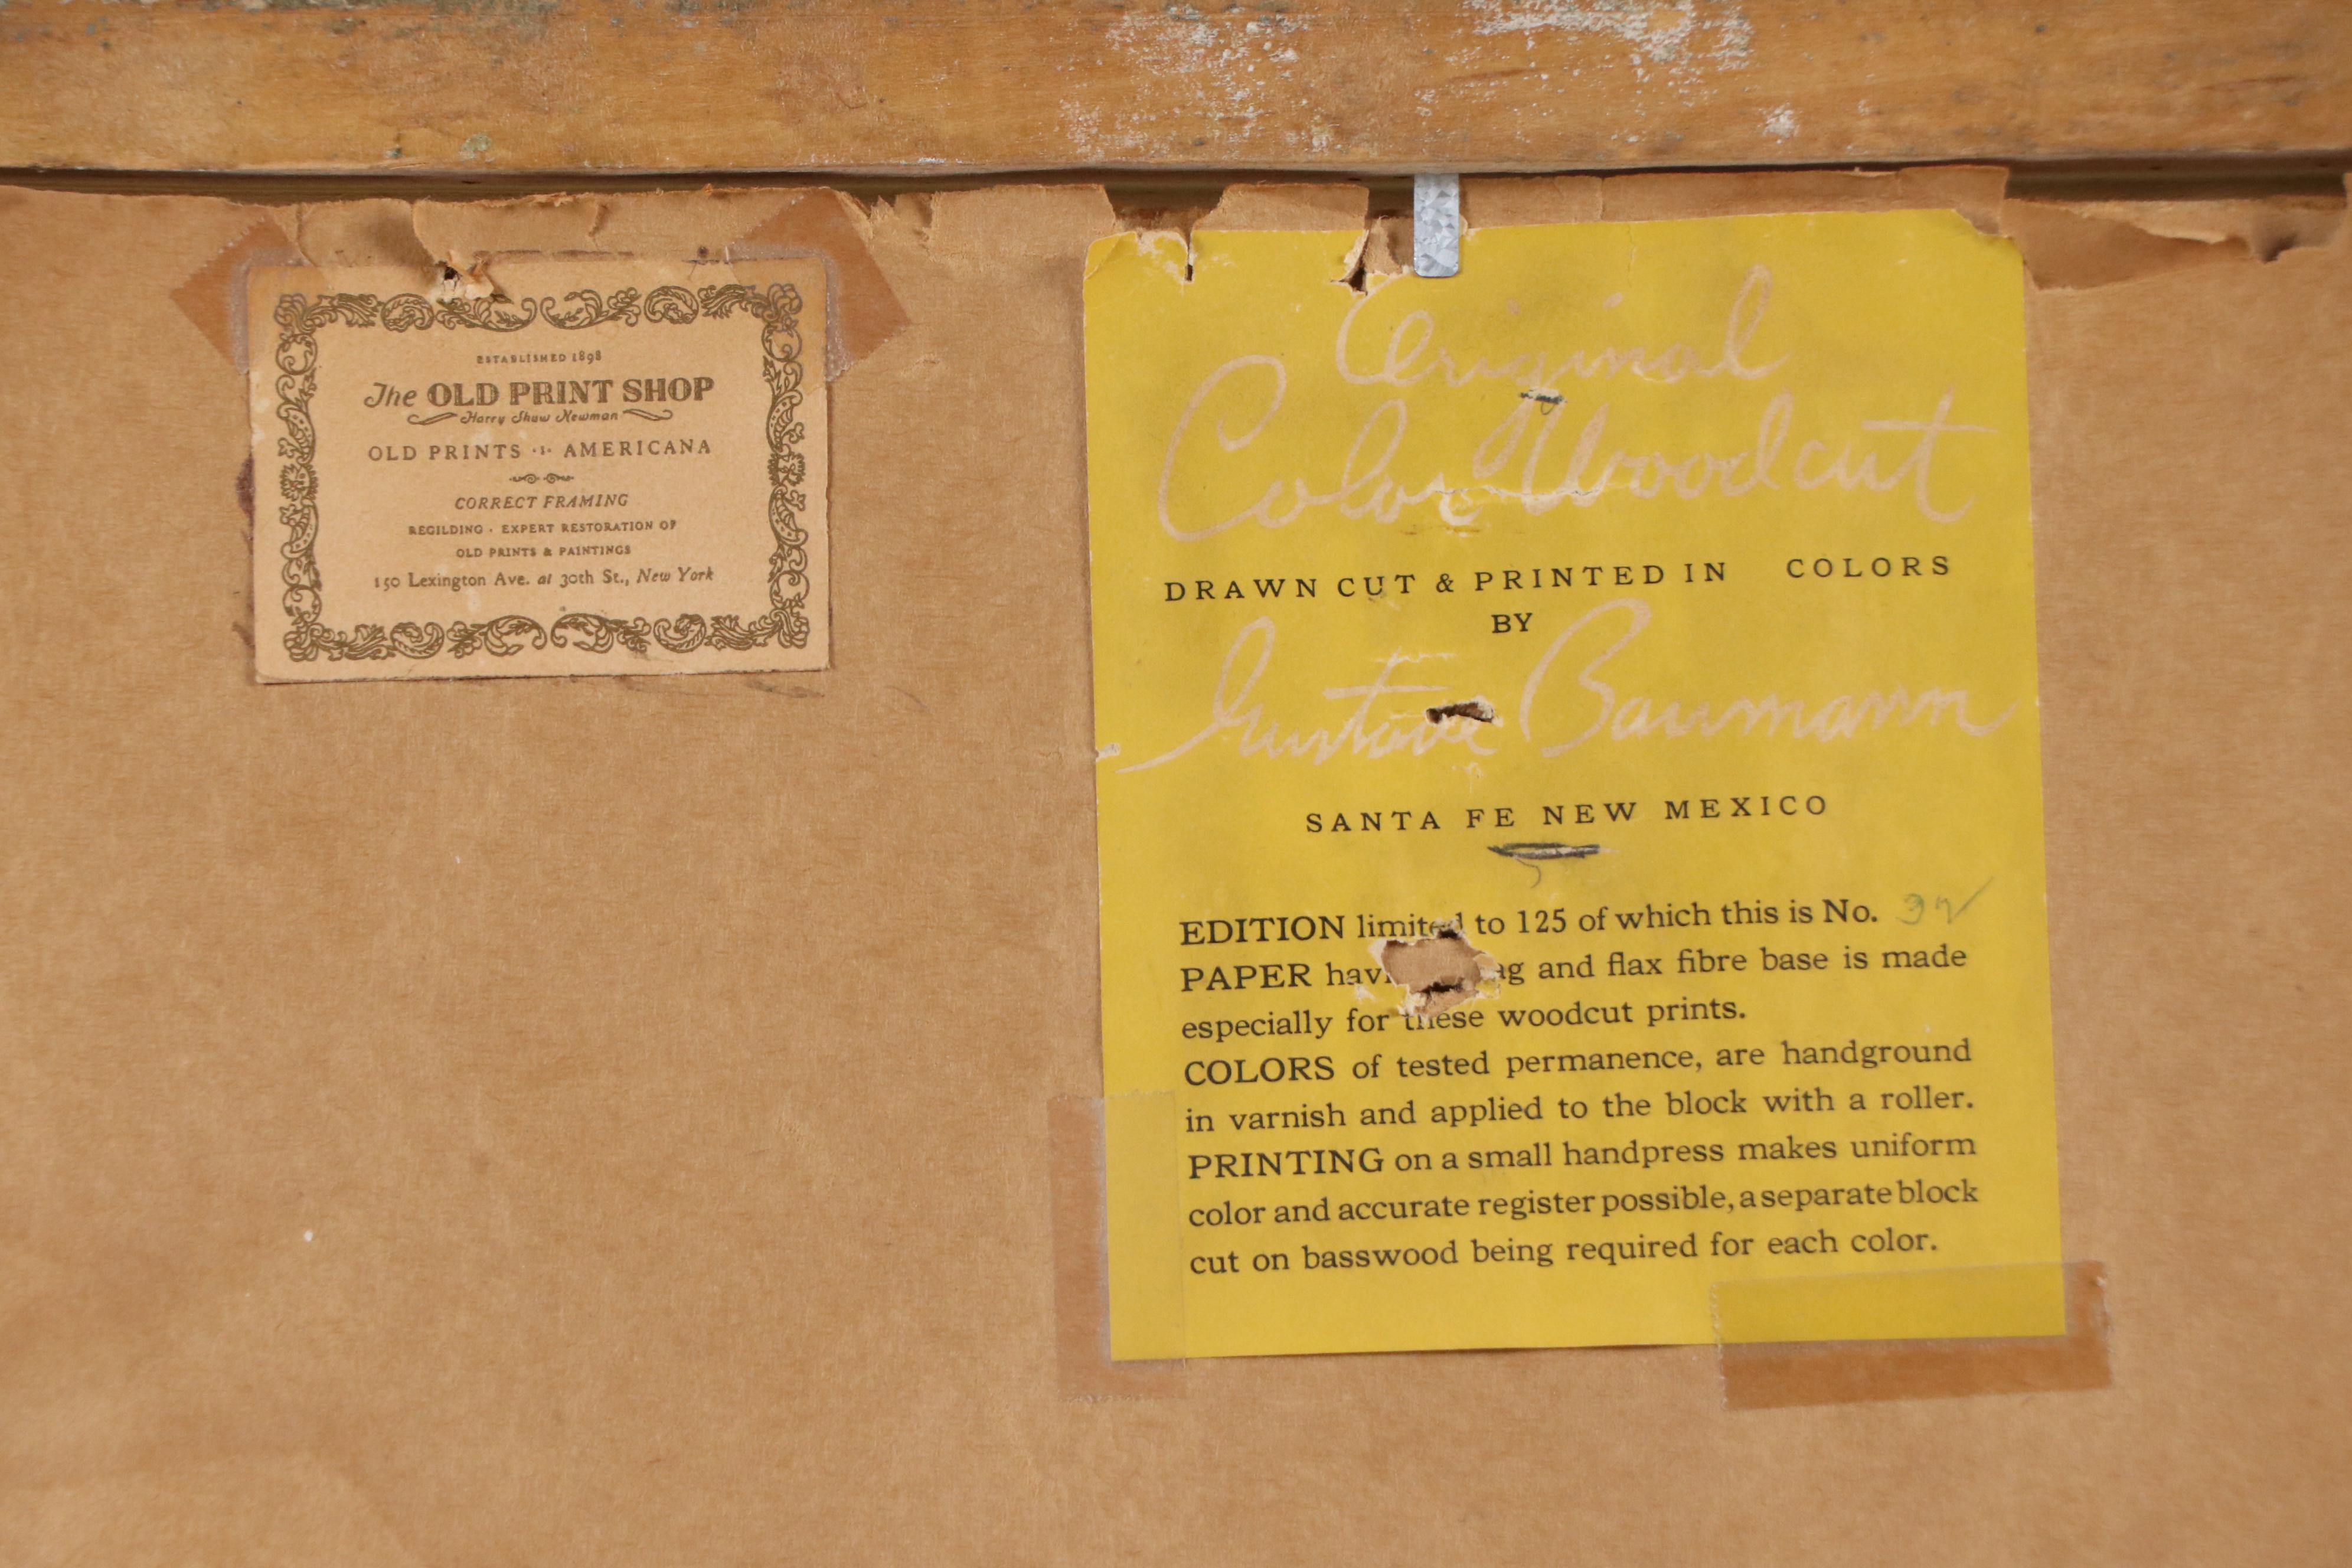 ESTABLISHED 1898
The OLD PRINT SHOP
Harry Shaw Newman
OLD PRINTS · AMERICANA
CORRECT FRAMING
REGILDING · EXPERT RESTORATION OF
OLD PRINTS & PAINTINGS
150 Lexington Ave. at 30th St., New York
Original
Color Woodcut
DRAWN CUT & PRINTED IN COLORS
BY
Gustave Baumann
SANTA FE NEW MEXICO
EDITION limited to 125 of which this is No.
PAPER and flax fibre base is made
especially for these woodcut prints.
COLORS of tested permanence, are handground
in varnish and applied to the block with a roller.
PRINTING on a small handpress makes uniform
color and accurate register possible, a separate block
cut on basswood being required for each color.